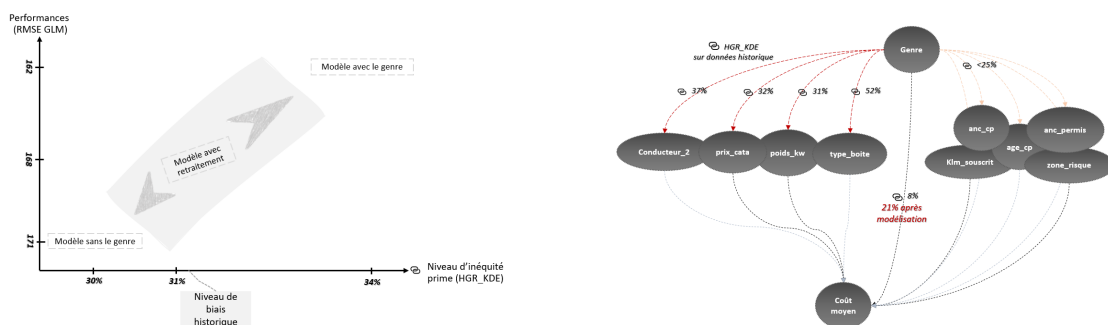 Performances
(RMSE GLM)
162
168
171
Modèle avec le genre
Modèle avec
retraitement
Modèle sans le genre
30%
31%
34%
Niveau d'inéquité
prime (HGR_KDE)
Niveau de
biais
historique
Genre
HGR_KDE
sur données historique
<25%
37%
32%
31%
52%
anc_cp
anc_permis
age_cp
Conducteur_2
prix_cata
poids_kw
type_boite
Klm_souscrit
zone_risque
8%
21% après
modélisation
Coût
moyen